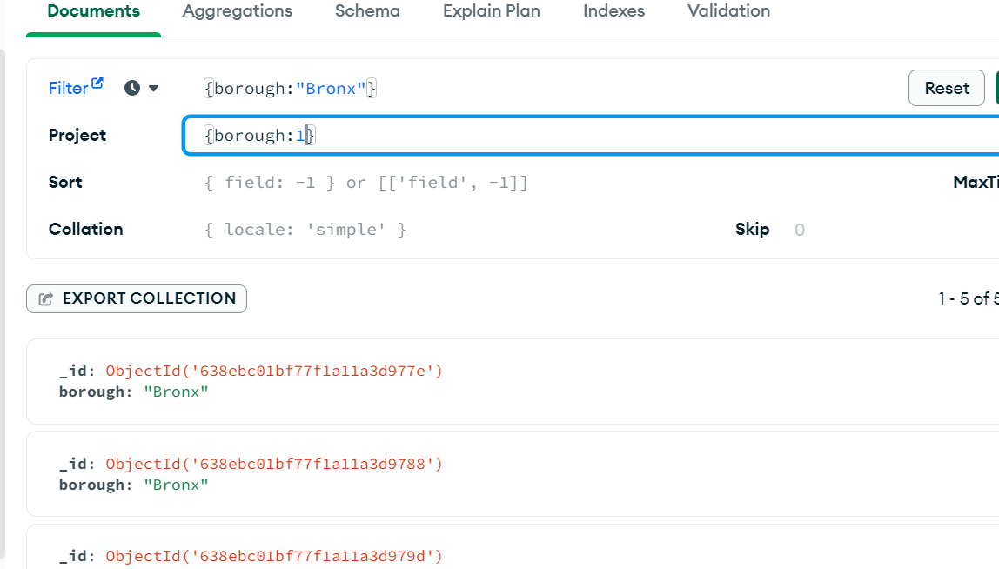 Documents Aggregations Schema Explain Plan Indexes Validation
Filter {borough:"Bronx"} Reset
Project {borough:1}
Sort { field: -1 } or [['field', -1]] MaxTi
Collation { locale: 'simple' } Skip 0
EXPORT COLLECTION 1 - 5 of 5
_id: ObjectId('638ebc01bf77f1a11a3d977e')
borough: "Bronx"
_id: ObjectId('638ebc01bf77f1a11a3d9788')
borough: "Bronx"
_id: ObjectId('638ebc01bf77f1a11a3d979d')